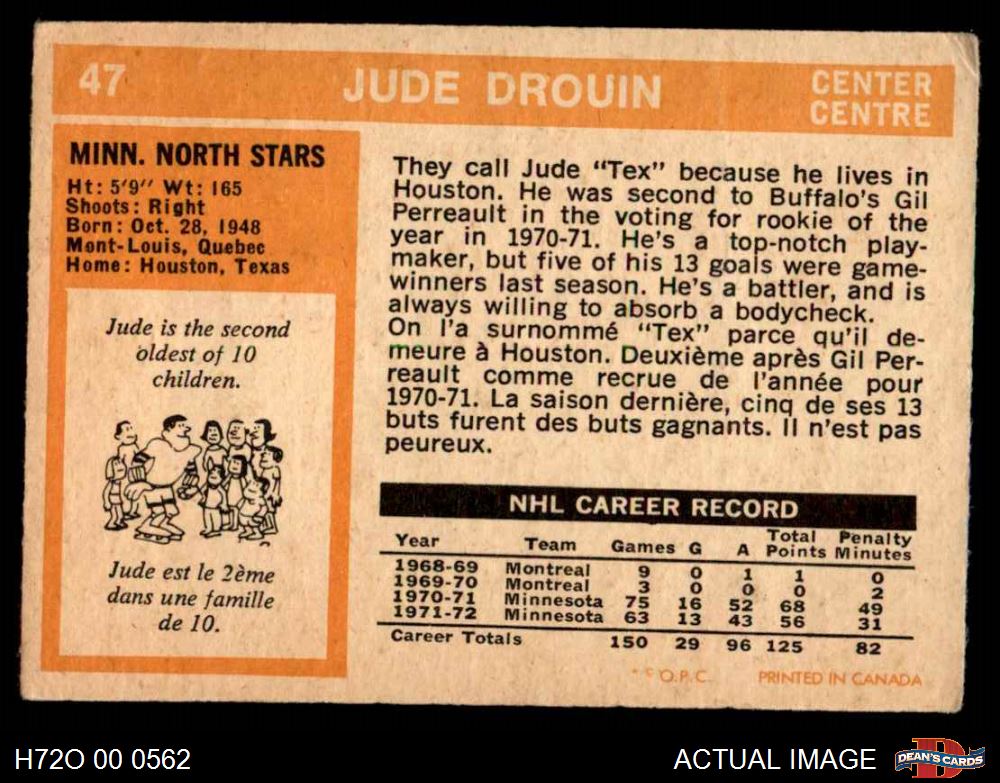 47
JUDE DROUIN
CENTER
CENTRE
MINN. NORTH STARS
Ht: 5'9" Wt: 165
Shoots: Right
Born: Oct. 28, 1948
Mont-Louis, Quebec
Home: Houston, Texas
Jude is the second
oldest of 10
children.
Jude est le 2ème
dans une famille
de 10.
They call Jude "Tex" because he lives in
Houston. He was second to Buffalo's Gil
Perreault in the voting for rookie of the
year in 1970-71. He's a top-notch play-
maker, but five of his 13 goals were game-
winners last season. He's a battler, and is
always willing to absorb a bodycheck.
On l'a surnommé "Tex" parce qu'il de-
meure à Houston. Deuxième après Gil Per-
reault comme recrue de l'année pour
1970-71. La saison dernière, cinq de ses 13
buts furent des buts gagnants. Il n'est pas
peureux.
NHL CAREER RECORD
Year Team Games G A Total Points Penalty Minutes
1968-69 Montreal 9 0 1 1 0
1969-70 Montreal 3 0 0 0 2
1970-71 Minnesota 75 16 52 68 49
1971-72 Minnesota 63 13 43 56 31
Career Totals 150 29 96 125 82
* © O.P.C. PRINTED IN CANADA
H72O 00 0562
ACTUAL IMAGE
D
DEAN'S CARDS